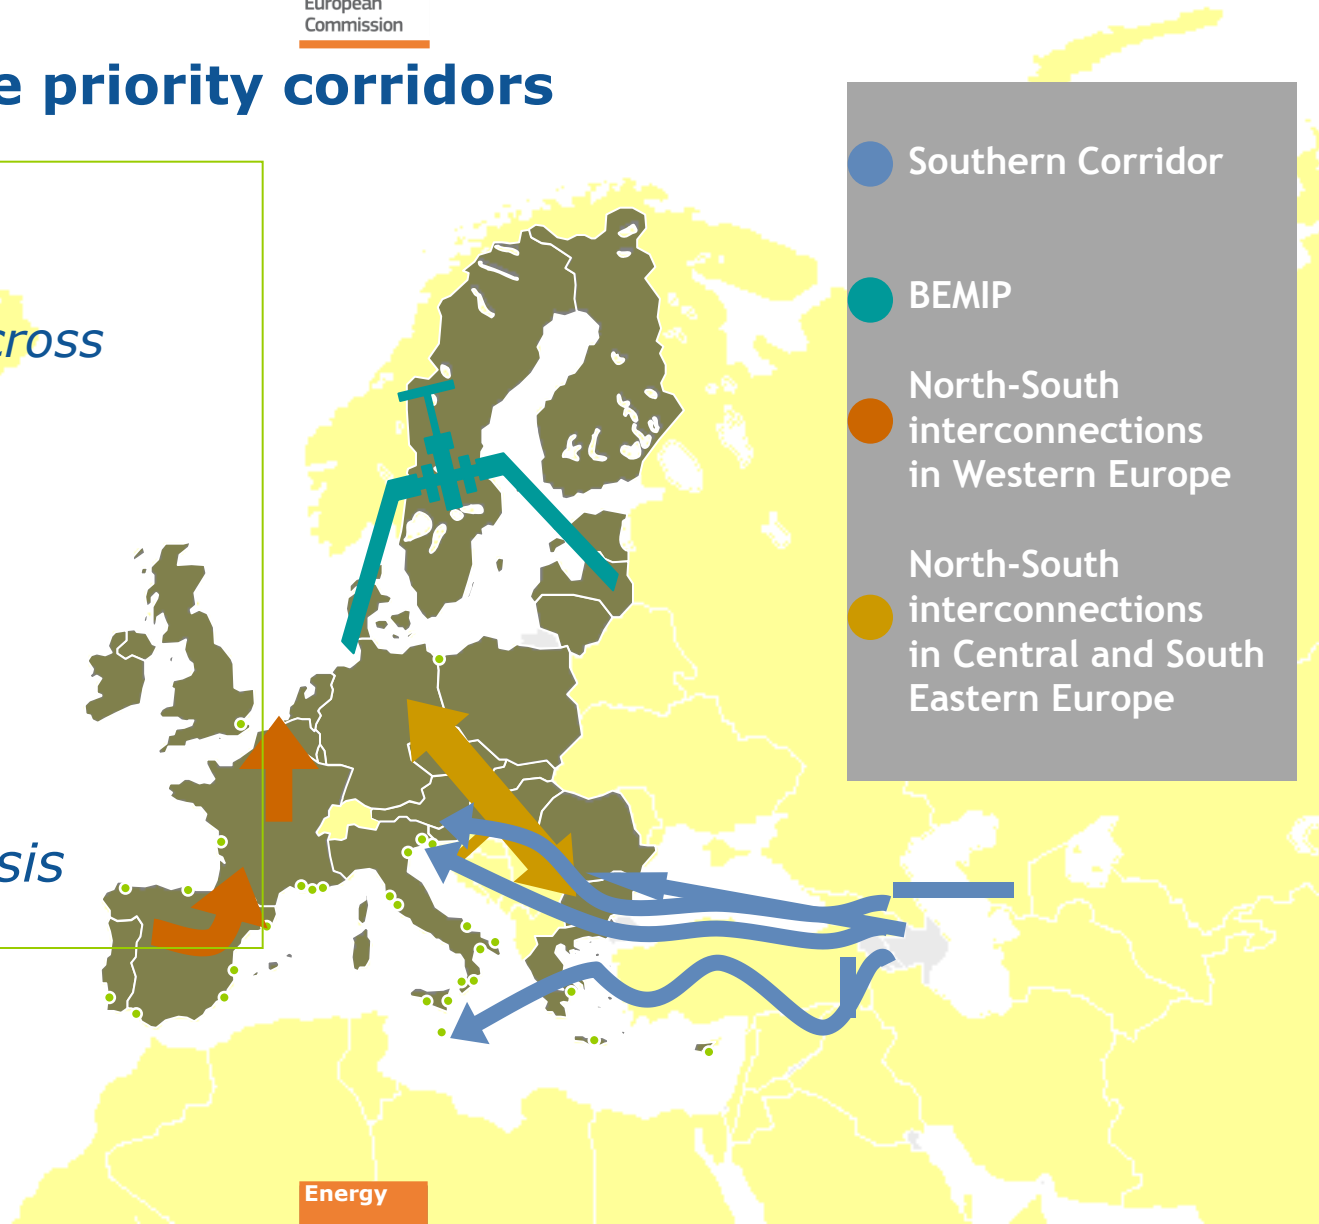 European
Commission
e priority corridors
cross
sis
Southern Corridor
BEMIP
North-South
interconnections
in Western Europe
North-South
interconnections
in Central and South
Eastern Europe
Energy